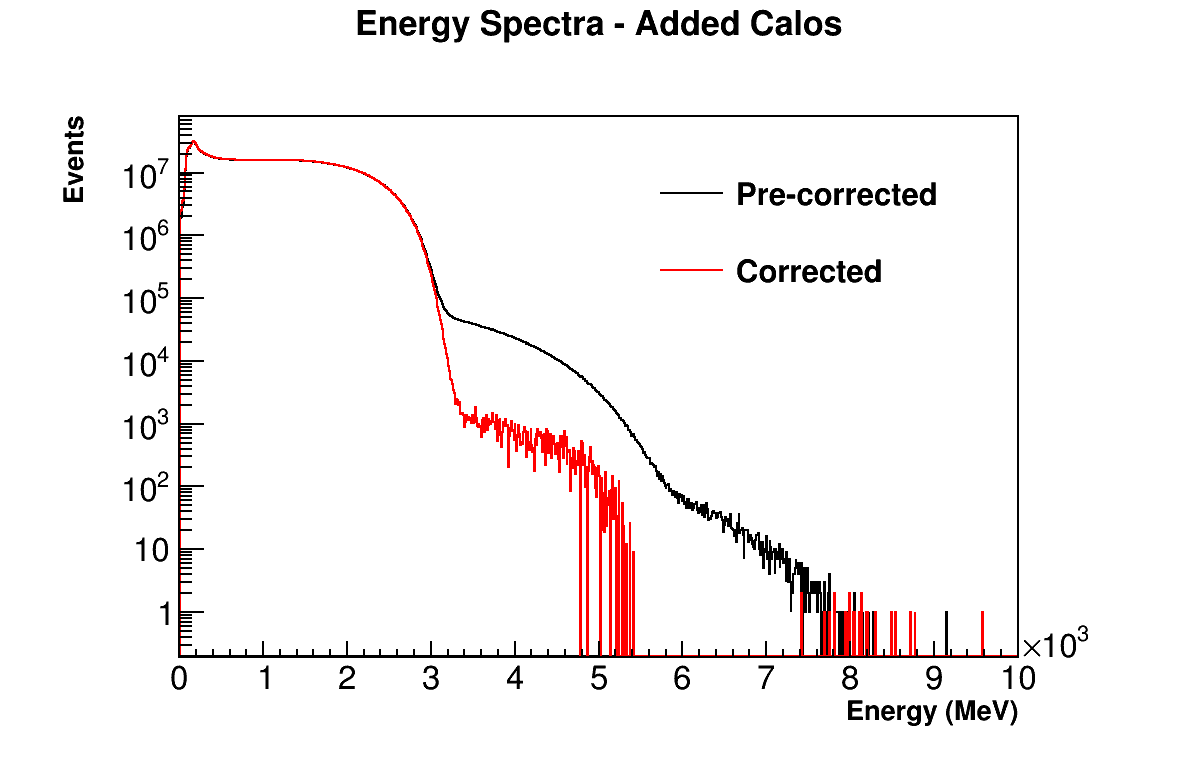 Energy Spectra - Added Calos
Events
10^7
10^6
10^5
10^4
10^3
10^2
10
1
Pre-corrected
Corrected
0 1 2 3 4 5 6 7 8 9 10
×10^3
Energy (MeV)